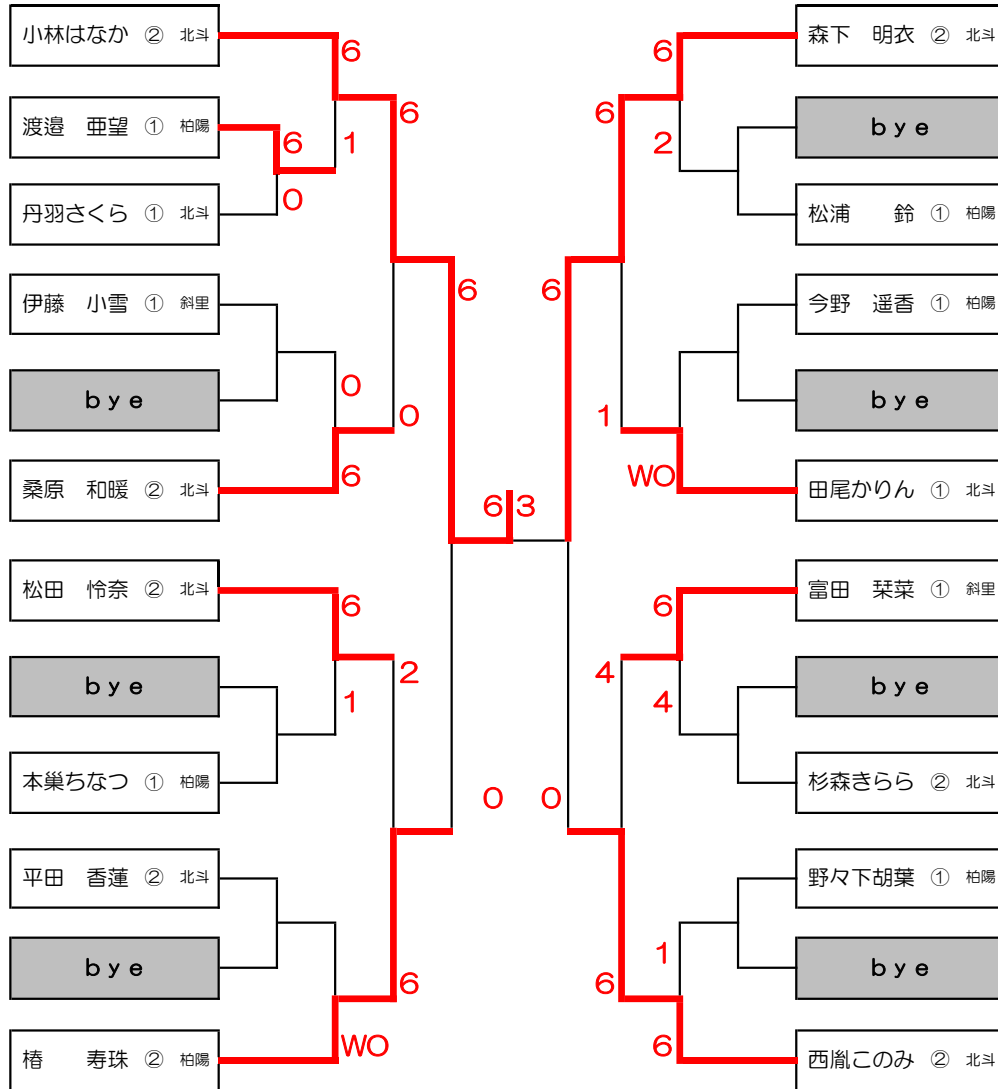 小林はなか ② 北斗
6
渡邉 亜望 ① 柏陽
6
1
6
丹羽さくら ① 北斗
0
伊藤 小雪 ① 斜里
6
bye
0
0
桑原 和暖 ② 北斗
6
松田 怜奈 ② 北斗
6
bye
1
2
本巣ちなつ ① 柏陽
0
平田 香蓮 ② 北斗
bye
6
椿 寿珠 ② 柏陽
WO
6 3
森下 明衣 ② 北斗
6
bye
6
2
松浦 鈴 ① 柏陽
今野 遥香 ① 柏陽
6
bye
1
田尾かりん ① 北斗
WO
富田 栞菜 ① 斜里
6
bye
4
4
杉森きらら ② 北斗
0
野々下胡葉 ① 柏陽
1
bye
6
西胤このみ ② 北斗
6